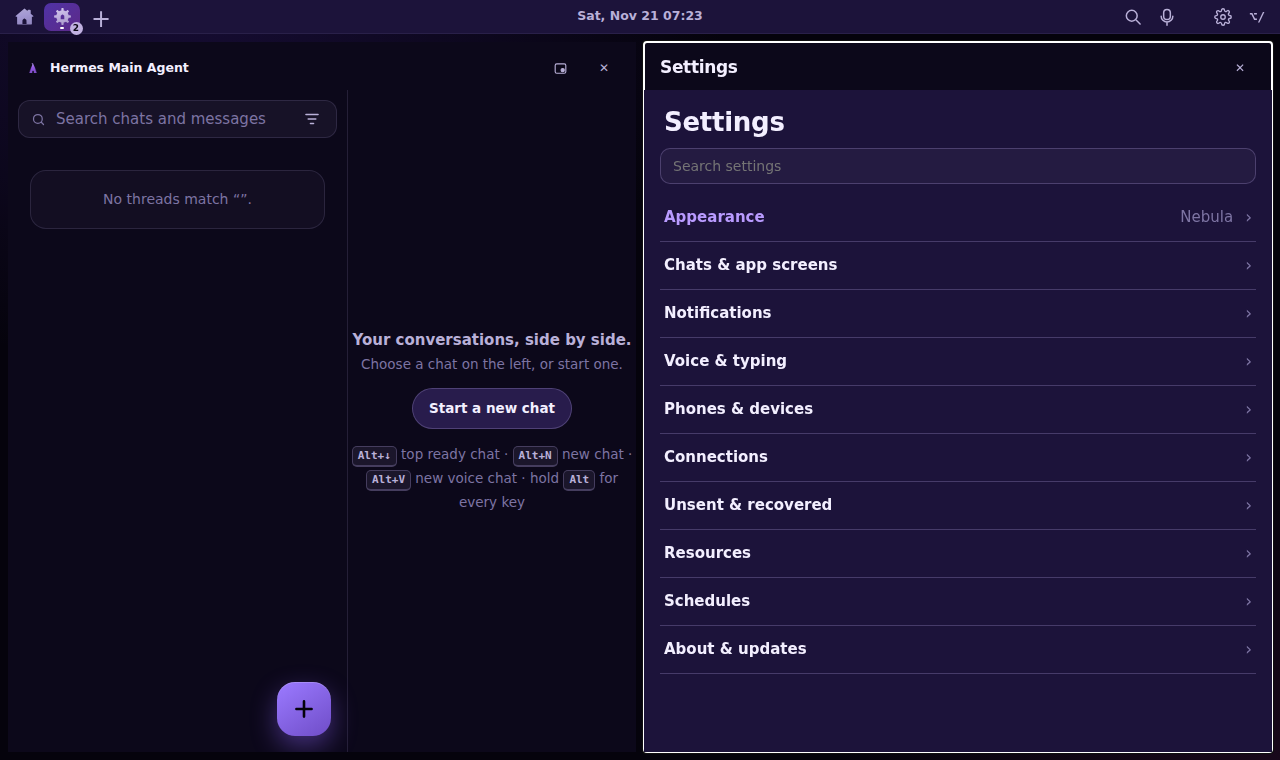 2
Sat, Nov 21 07:23
⌥/
Hermes Main Agent
Search chats and messages
No threads match “”.
Your conversations, side by side.
Choose a chat on the left, or start one.
Start a new chat
Alt+↓ top ready chat · Alt+N new chat ·
Alt+V new voice chat · hold Alt for
every key
Settings
Settings
Search settings
Appearance Nebula
Chats & app screens
Notifications
Voice & typing
Phones & devices
Connections
Unsent & recovered
Resources
Schedules
About & updates